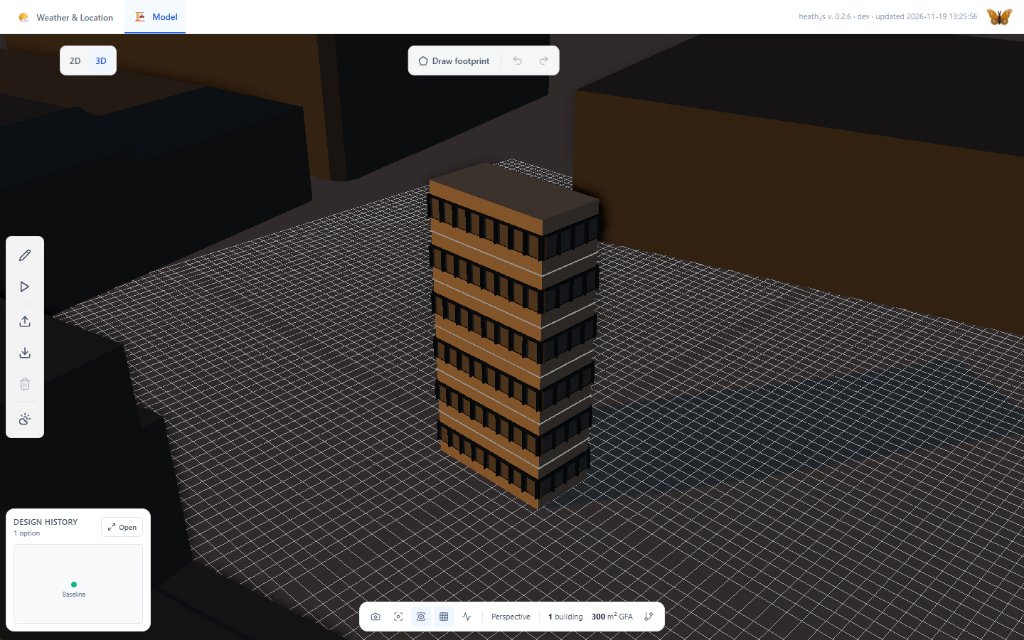 Weather & Location
Model
heath.js v. 0.2.6 - dev - updated 2026-11-19 13:25:56
2D
3D
Draw footprint
DESIGN HISTORY
1 option
Open
Baseline
Perspective
1 building
300 m² GFA